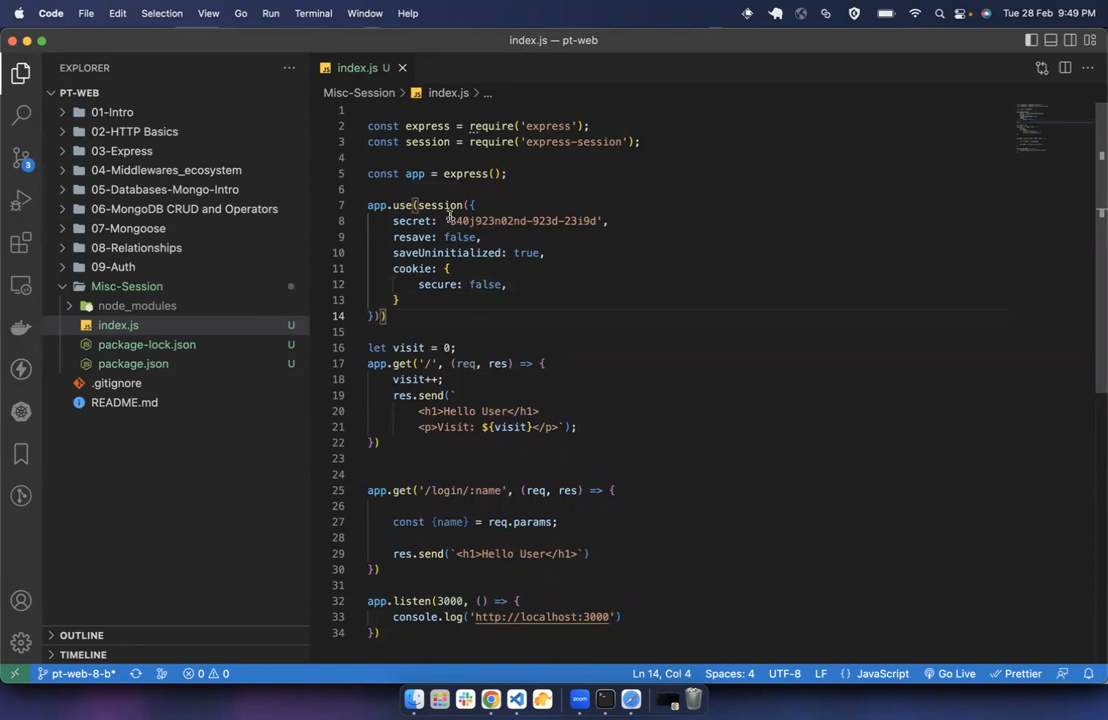 Code File Edit Selection View Go Run Terminal Window Help Tue 28 Feb 9:49 PM
index.js — pt-web
EXPLORER
index.js U
PT-WEB
Misc-Session > index.js > ...
01-Intro
02-HTTP Basics
03-Express
04-Middlewares_ecosystem
05-Databases-Mongo-Intro
06-MongoDB CRUD and Operators
07-Mongoose
08-Relationships
09-Auth
Misc-Session
node_modules
index.js U
package-lock.json U
package.json U
.gitignore
README.md
OUTLINE
TIMELINE
3
1
2 const express = require('express');
3 const session = require('express-session');
4
5 const app = express();
6
7 app.use(session({
8 secret: '840j923n02nd-923d-23i9d',
9 resave: false,
10 saveUninitialized: true,
11 cookie: {
12 secure: false,
13 }
14 }))
15
16 let visit = 0;
17 app.get('/', (req, res) => {
18 visit++;
19 res.send(`
20 <h1>Hello User</h1>
21 <p>Visit: ${visit}</p>`);
22 })
23
24
25 app.get('/login/:name', (req, res) => {
26
27 const {name} = req.params;
28
29 res.send(`<h1>Hello User</h1>`)
30 })
31
32 app.listen(3000, () => {
33 console.log('http://localhost:3000')
34 })
pt-web-8-b* 0 0 Ln 14, Col 4 Spaces: 4 UTF-8 LF {} JavaScript Go Live Prettier
zoom